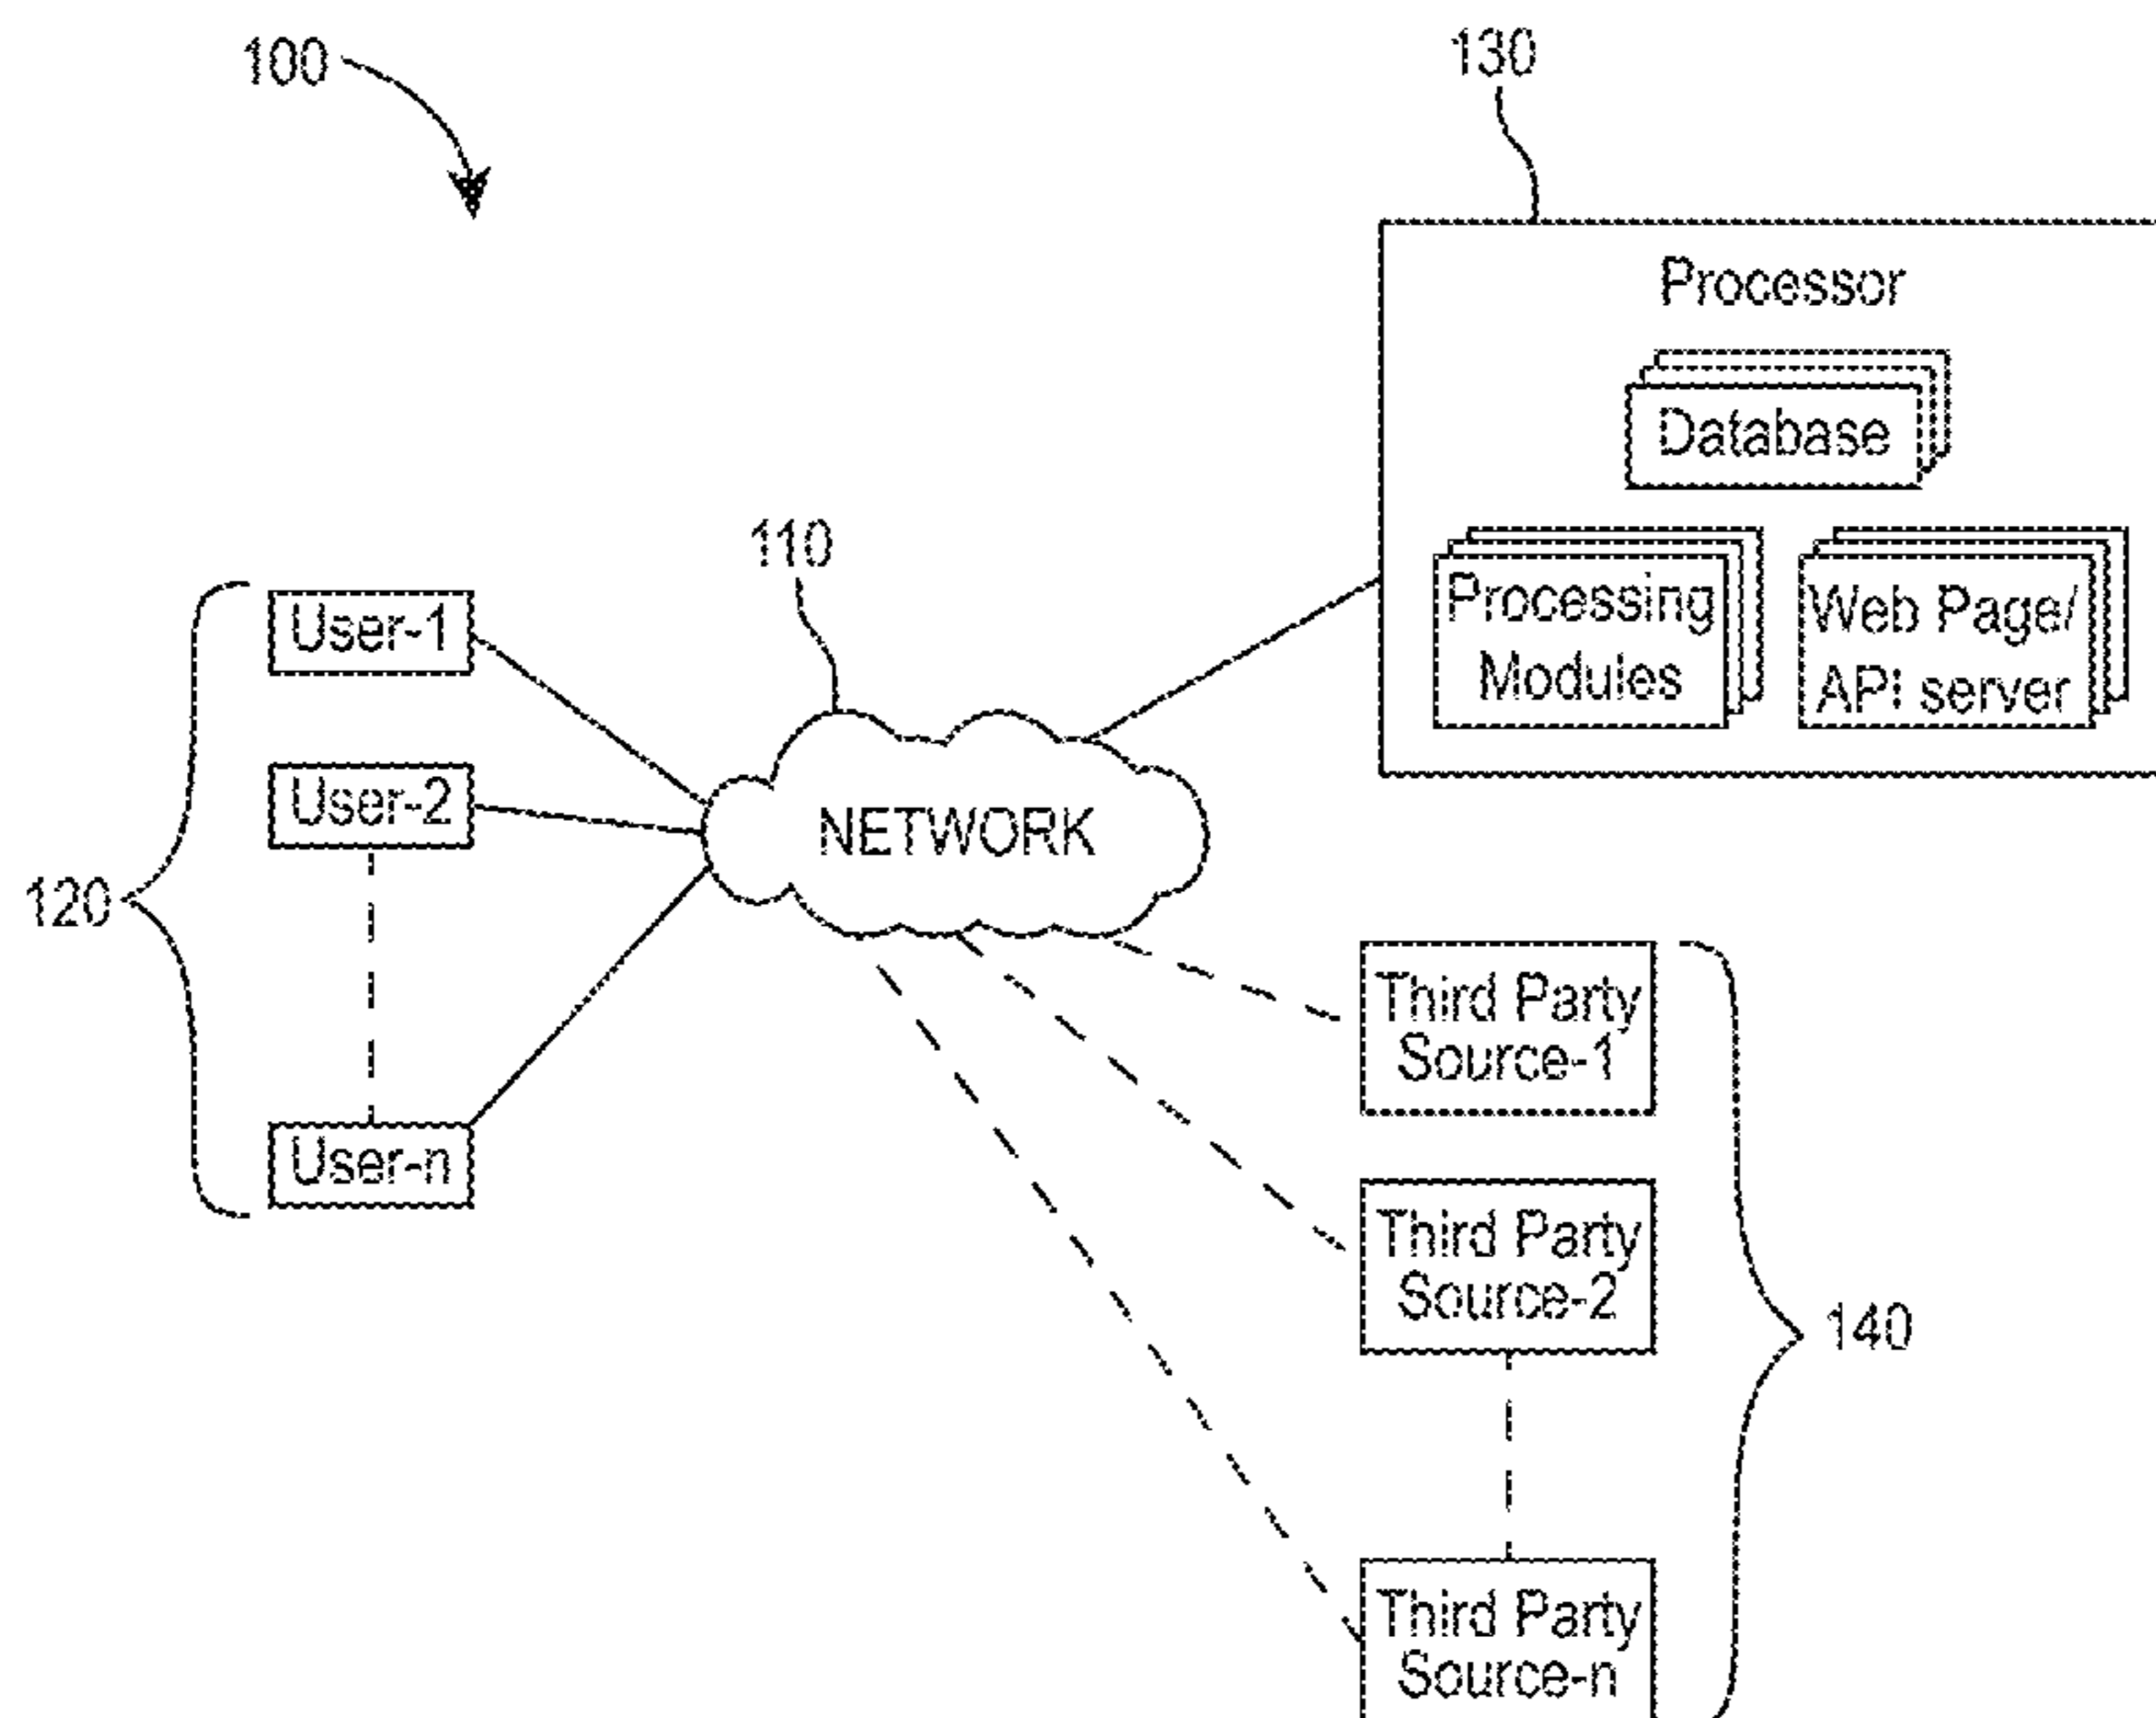 100
130
Processor
Database
110
Processing
Modules
Web Page/
API server
User-1
User-2
NETWORK
120
User-n
Third Party
Source-1
Third Party
Source-2
140
Third Party
Source-n